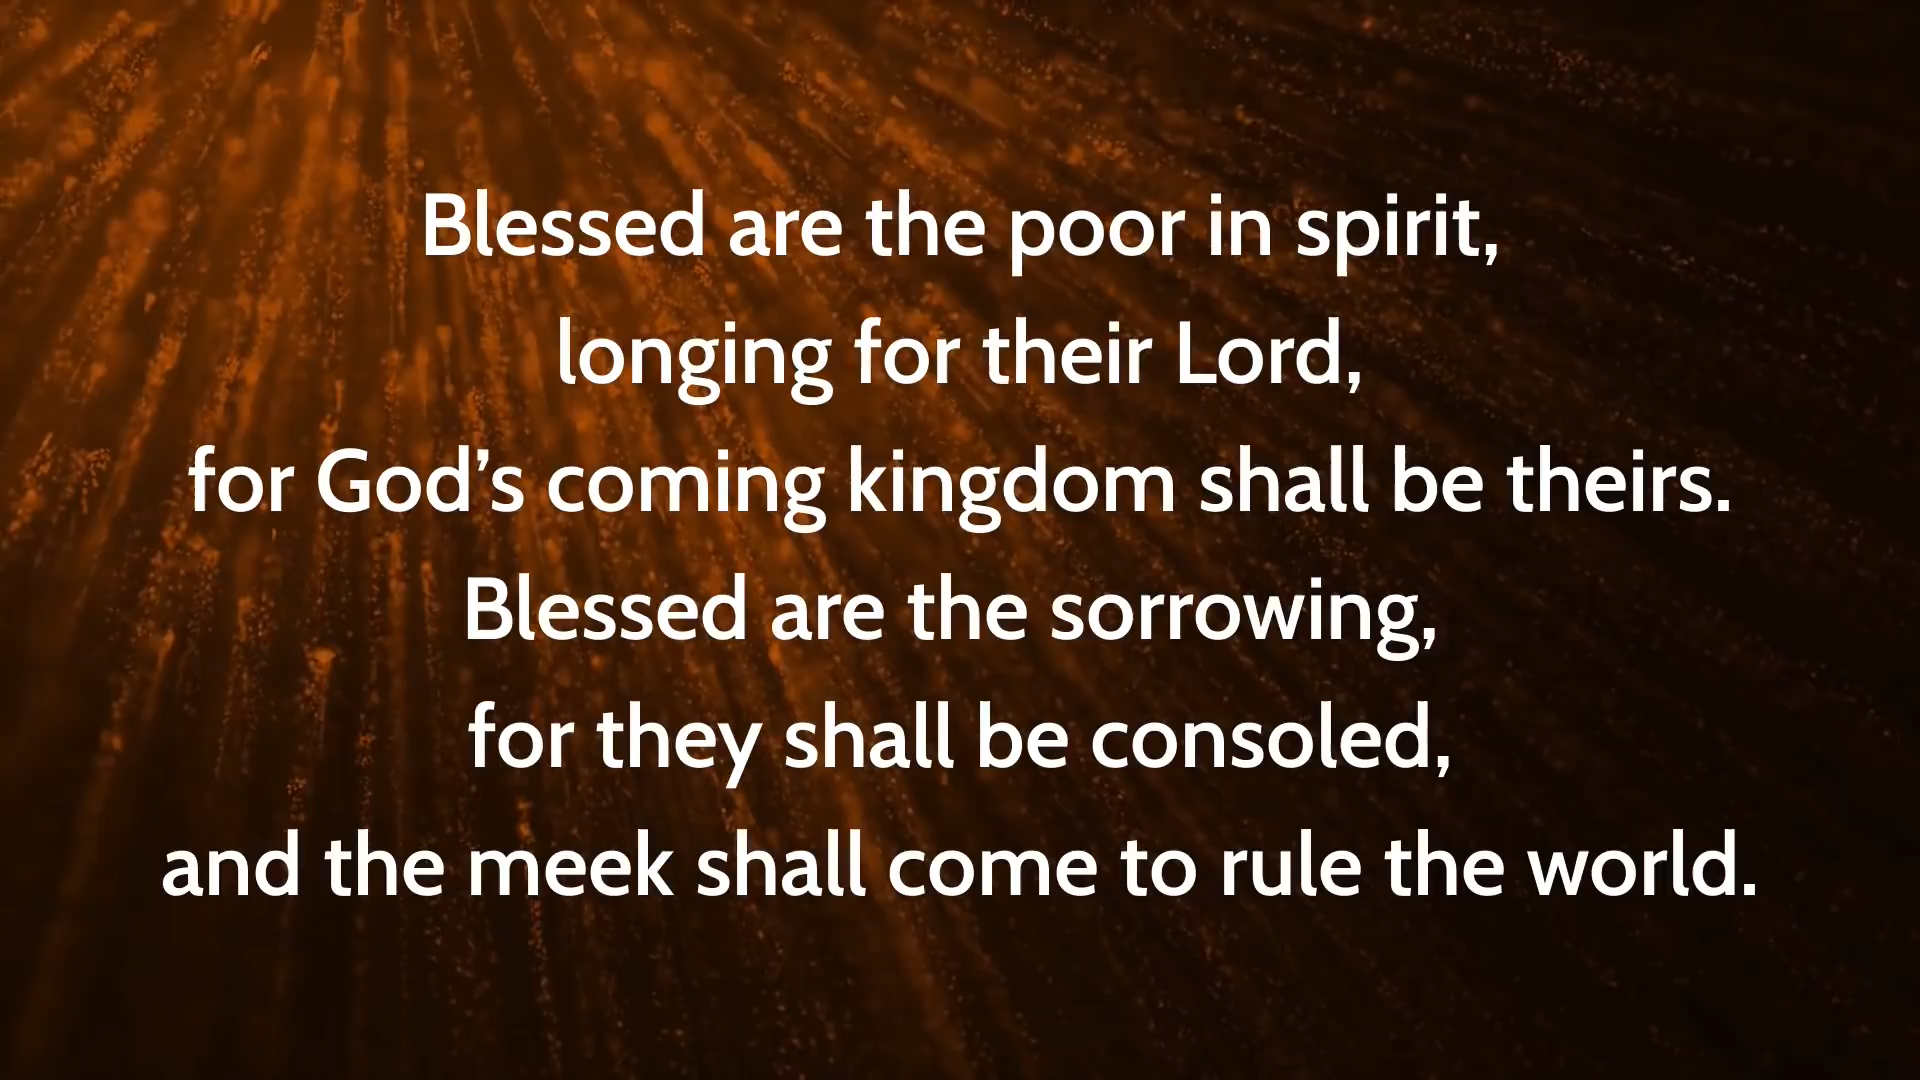 Blessed are the poor in spirit,
longing for their Lord,
for God’s coming kingdom shall be theirs.
Blessed are the sorrowing,
for they shall be consoled,
and the meek shall come to rule the world.